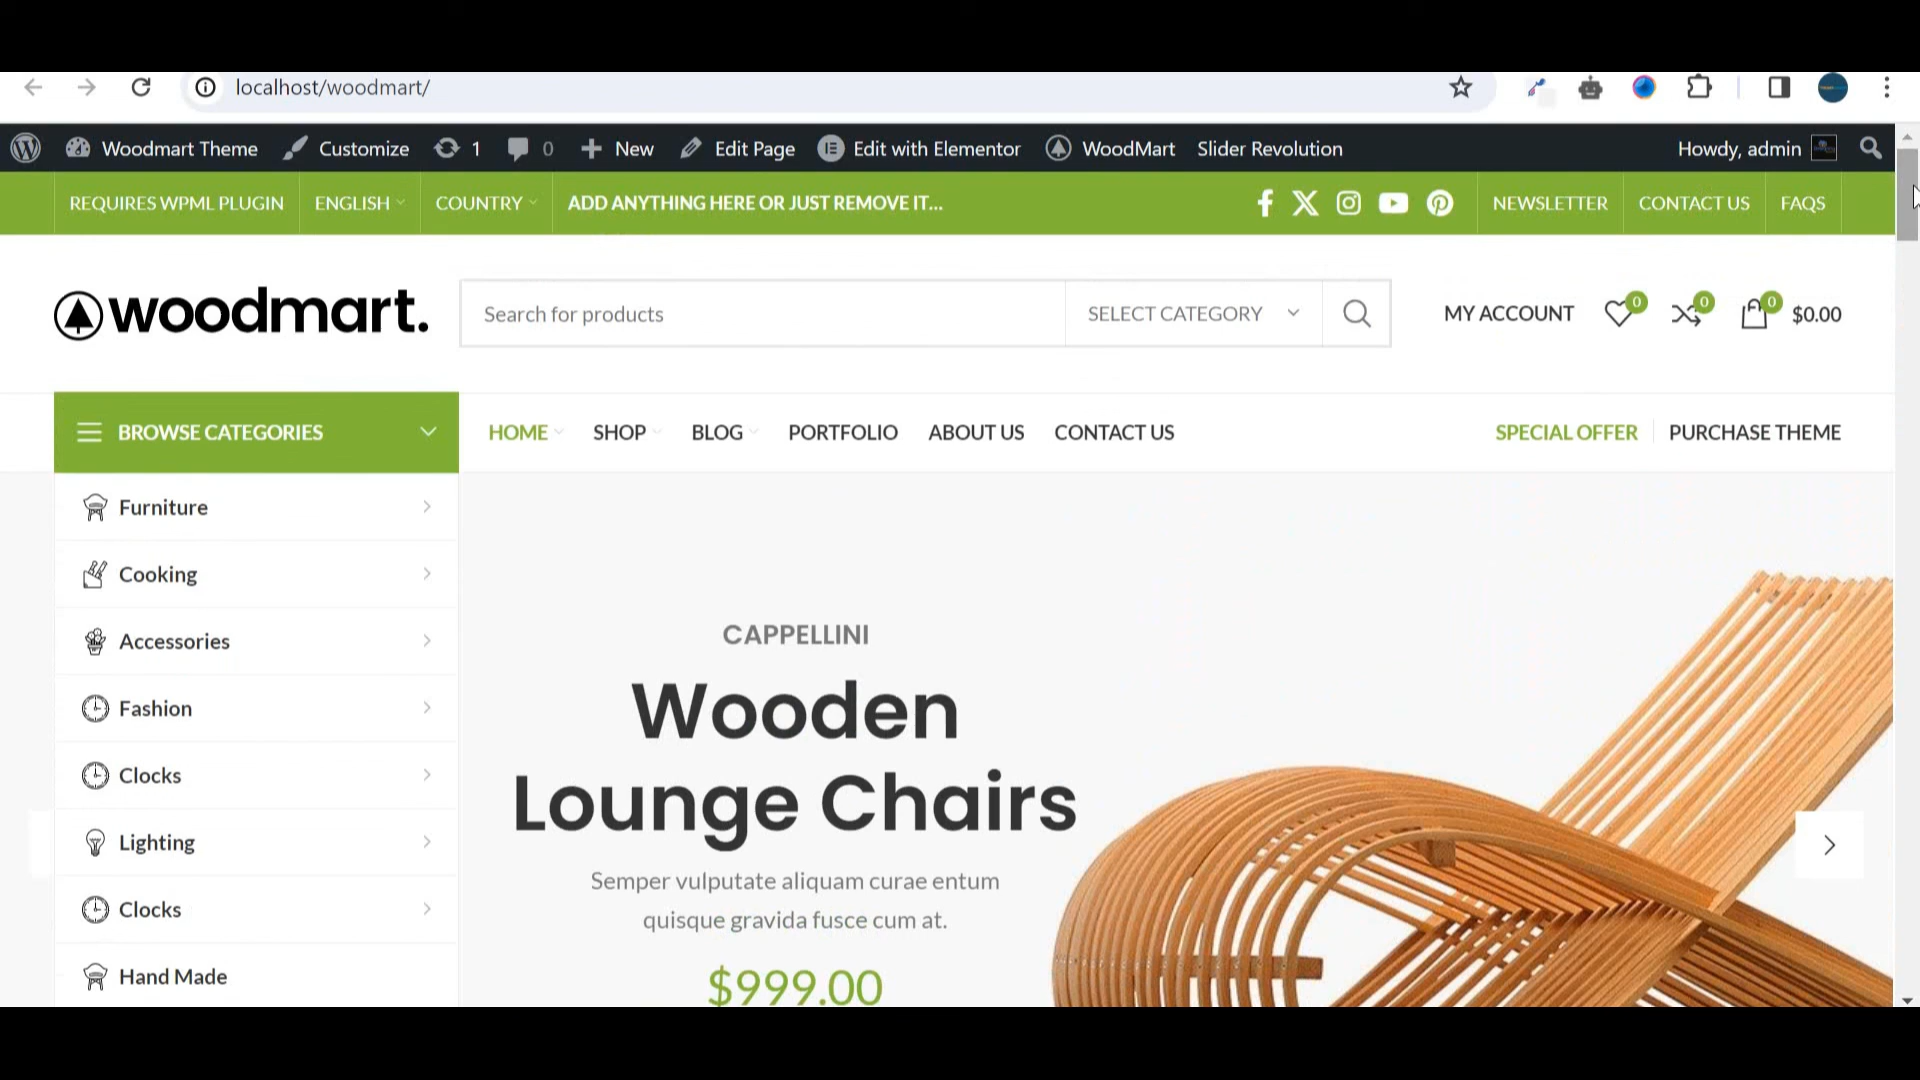 localhost/woodmart/
Woodmart Theme Customize 1 0 New Edit Page Edit with Elementor WoodMart Slider Revolution Howdy, admin
REQUIRES WPML PLUGIN ENGLISH COUNTRY ADD ANYTHING HERE OR JUST REMOVE IT... NEWSLETTER CONTACT US FAQS
woodmart. Search for products SELECT CATEGORY MY ACCOUNT 0 0 0 $0.00
BROWSE CATEGORIES HOME SHOP BLOG PORTFOLIO ABOUT US CONTACT US SPECIAL OFFER PURCHASE THEME
Furniture
Cooking
Accessories
Fashion
Clocks
Lighting
Clocks
Hand Made
CAPPELLINI
Wooden
Lounge Chairs
Semper vulputate aliquam curae entum
quisque gravida fusce cum at.
$999.00